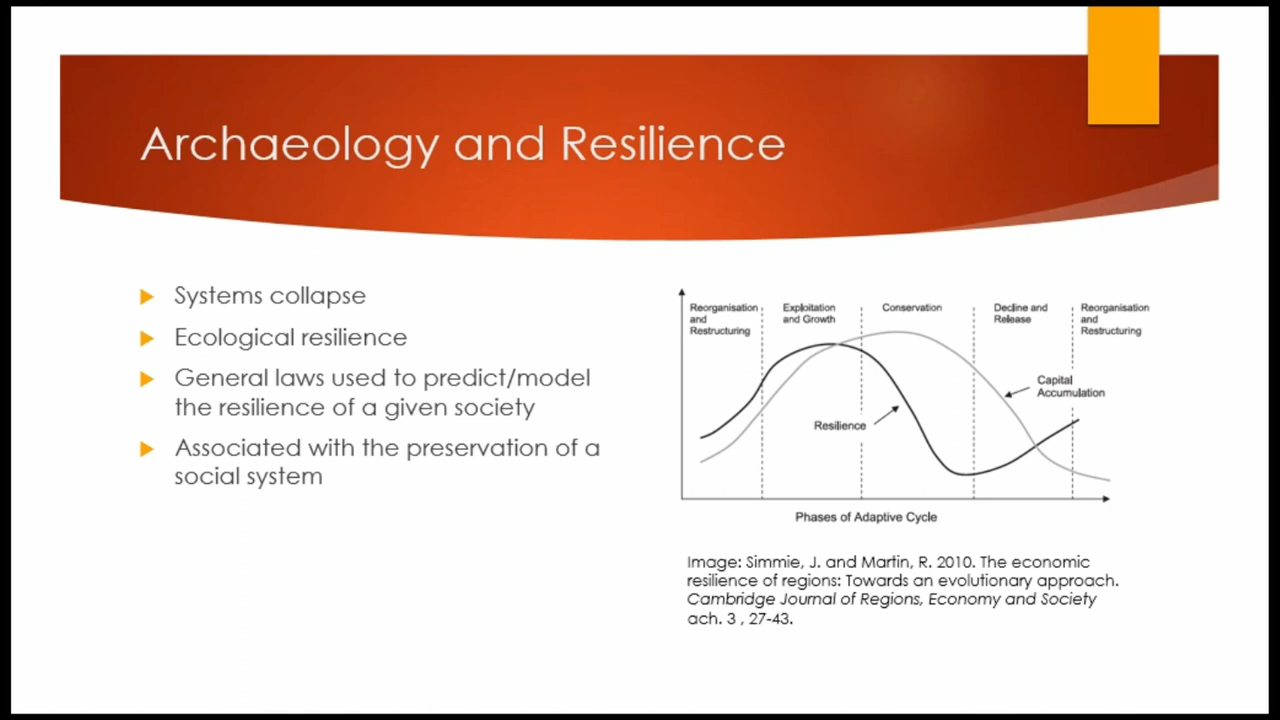 Archaeology and Resilience
Systems collapse
Ecological resilience
General laws used to predict/model
the resilience of a given society
Associated with the preservation of a
social system
Reorganisation
and
Restructuring
Exploitation
and Growth
Conservation
Decline and
Release
Reorganisation
and
Restructuring
Capital
Accumulation
Resilience
Phases of Adaptive Cycle
Image: Simmie, J. and Martin, R. 2010. The economic
resilience of regions: Towards an evolutionary approach.
Cambridge Journal of Regions, Economy and Society
ach. 3 , 27-43.